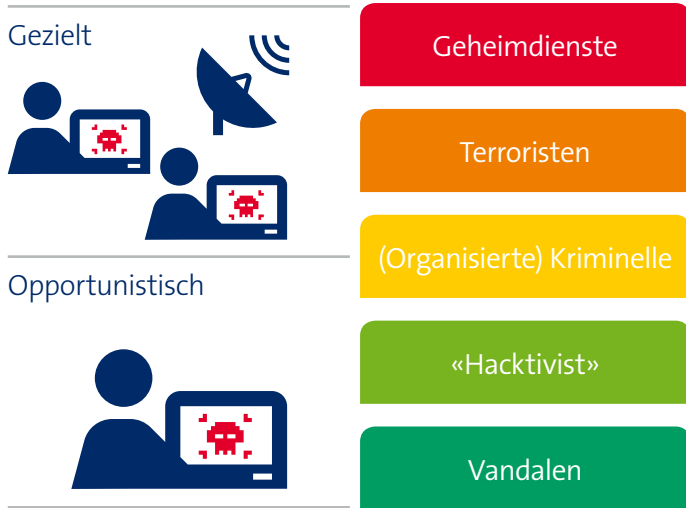 Gezielt
Geheimdienste
Terroristen
(Organisierte) Kriminelle
Opportunistisch
«Hacktivist»
Vandalen